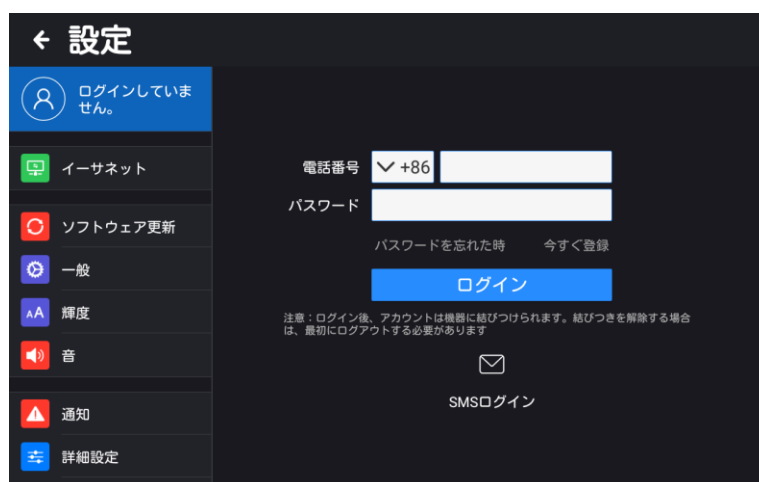 設定
ログインしていま
せん。
イーサネット
ソフトウェア更新
一般
AA 輝度
音
通知
詳細設定
電話番号 +86
パスワード
パスワードを忘れた時 今すぐ登録
ログイン
注意：ログイン後、アカウントは機器に結びつけられます。結びつきを解除する場合
は、最初にログアウトする必要があります
SMSログイン